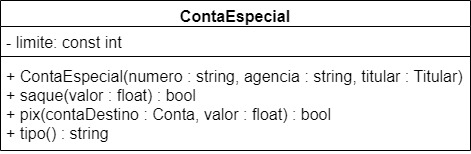 ContaEspecial
- limite: const int
+ ContaEspecial(numero : string, agencia : string, titular : Titular)
+ saque(valor : float) : bool
+ pix(contaDestino : Conta, valor : float) : bool
+ tipo() : string